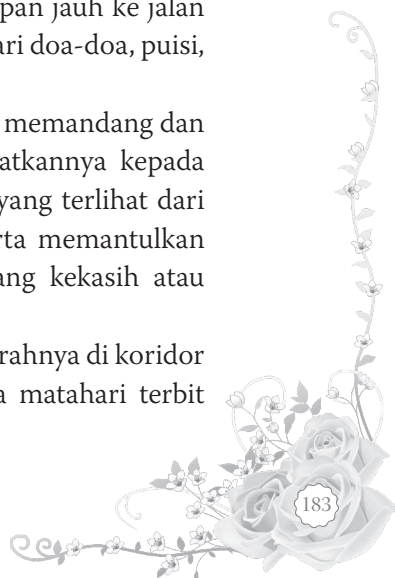 pan jauh ke jalan
ari doa-doa, puisi,
memandang dan
atkannya kepada
yang terlihat dari
rta memantulkan
ang kekasih atau
rahnya di koridor
a matahari terbit
183